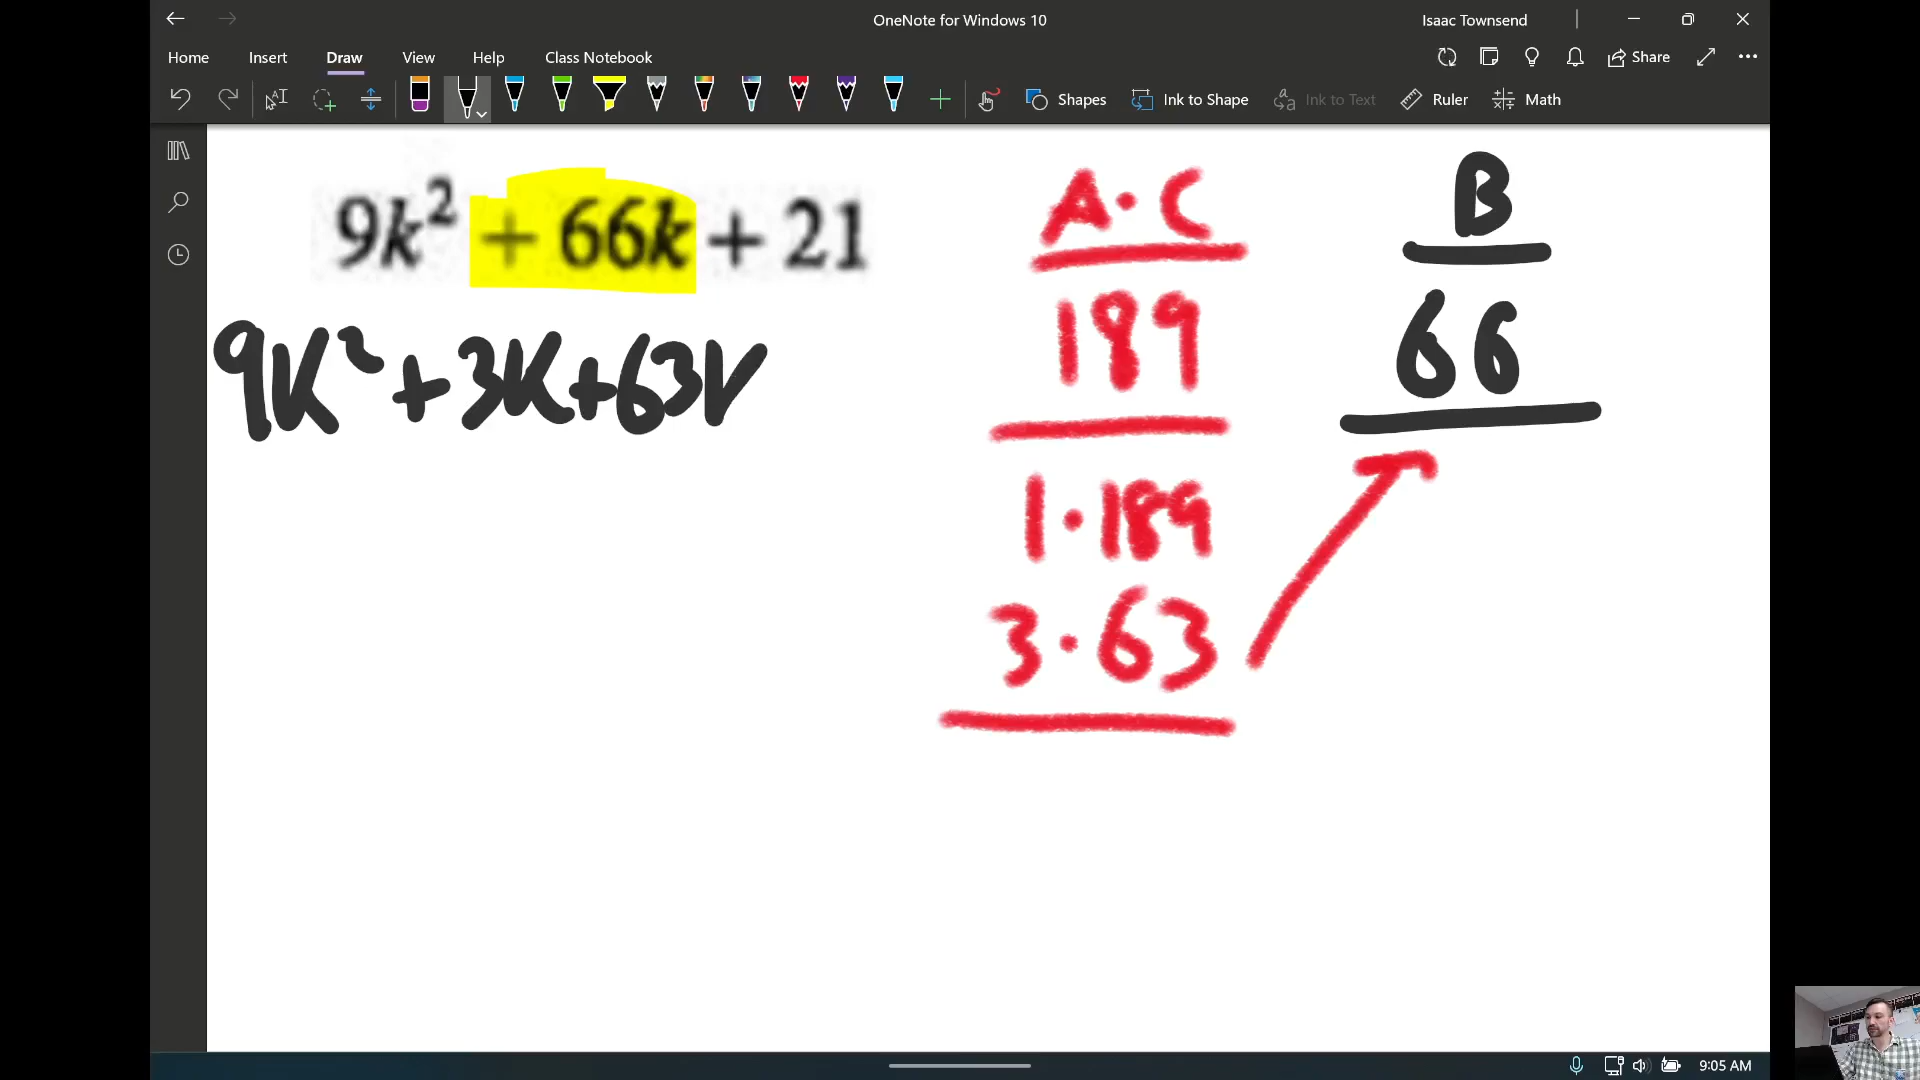 OneNote for Windows 10
Isaac Townsend
Home Insert Draw View Help Class Notebook
Share
Shapes Ink to Shape Ink to Text Ruler Math
9k² + 66k + 21
9K² + 3K + 63K
A · C
189
1 · 189
3 · 63
B
66
9:05 AM